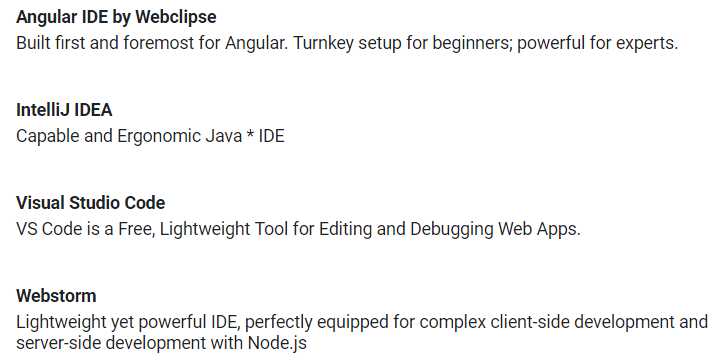 Angular IDE by Webclipse
Built first and foremost for Angular. Turnkey setup for beginners; powerful for experts.
IntelliJ IDEA
Capable and Ergonomic Java * IDE
Visual Studio Code
VS Code is a Free, Lightweight Tool for Editing and Debugging Web Apps.
Webstorm
Lightweight yet powerful IDE, perfectly equipped for complex client-side development and
server-side development with Node.js